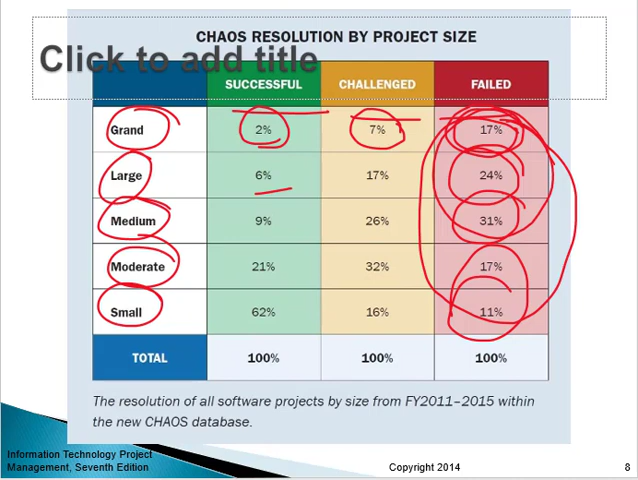 CHAOS RESOLUTION BY PROJECT SIZE
Click to add title
SUCCESSFUL CHALLENGED FAILED
Grand 2% 7% 17%
Large 6% 17% 24%
Medium 9% 26% 31%
Moderate 21% 32% 17%
Small 62% 16% 11%
TOTAL 100% 100% 100%
The resolution of all software projects by size from FY2011–2015 within
the new CHAOS database.
Information Technology Project
Management, Seventh Edition Copyright 2014 8